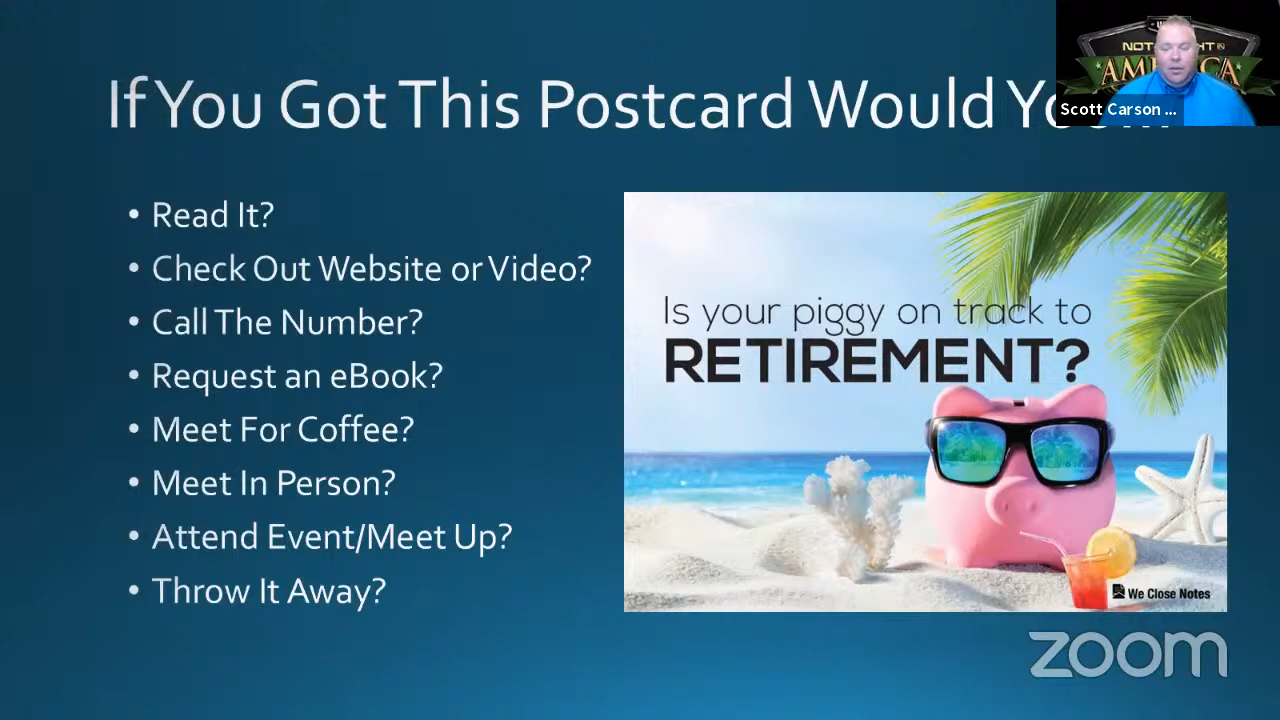 If You Got This Postcard Would
• Read It?
• Check Out Website or Video?
• Call The Number?
• Request an eBook?
• Meet For Coffee?
• Meet In Person?
• Attend Event/Meet Up?
• Throw It Away?
Is your piggy on track to
RETIREMENT?
We Close Notes
Scott Carson ...
zoom